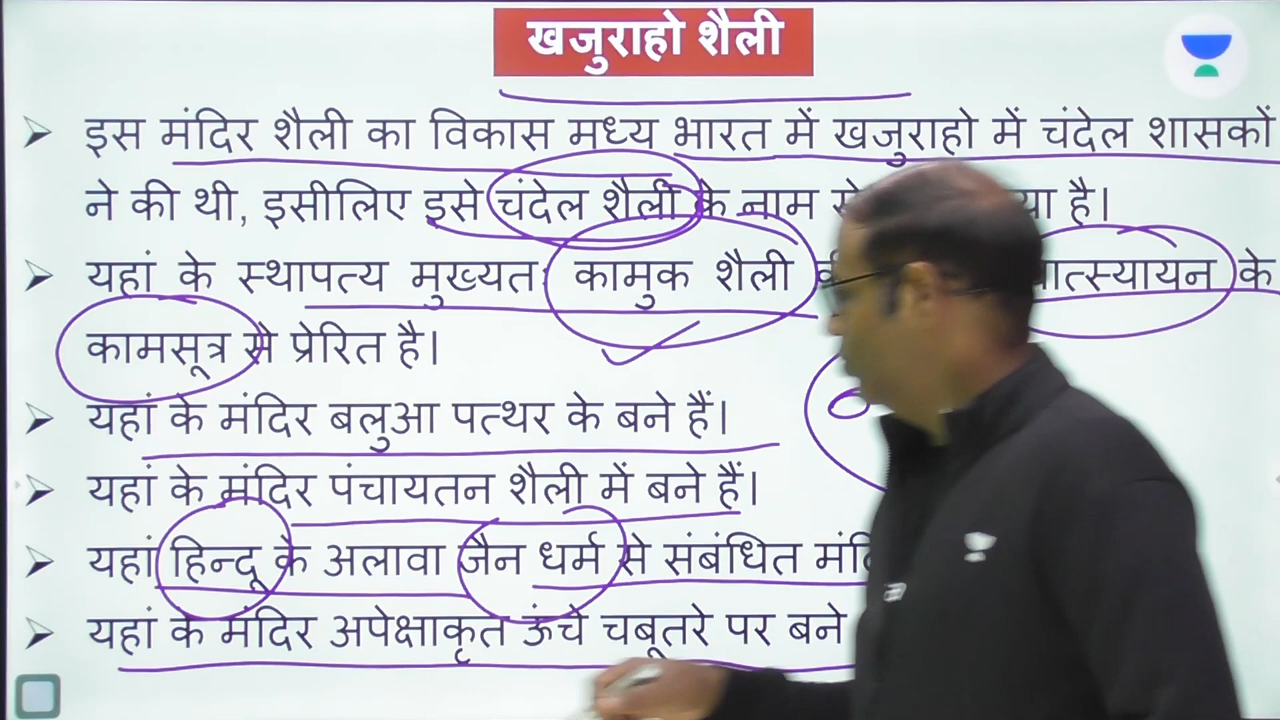 खजुराहो शैली
इस मंदिर शैली का विकास मध्य भारत में खजुराहो में चंदेल शासकों
ने की थी, इसीलिए इसे चंदेल शैली के नाम है।
यहां के स्थापत्य मुख्यत: कामुक शैली के
कामसूत्र से प्रेरित है।
यहां के मंदिर बलुआ पत्थर के बने हैं।
यहां के मंदिर पंचायतन शैली में बने हैं।
यहां हिन्दू के अलावा जैन धर्म से संबंधित
यहां के मंदिर अपेक्षाकृत ऊंचे चबूतरे पर बने